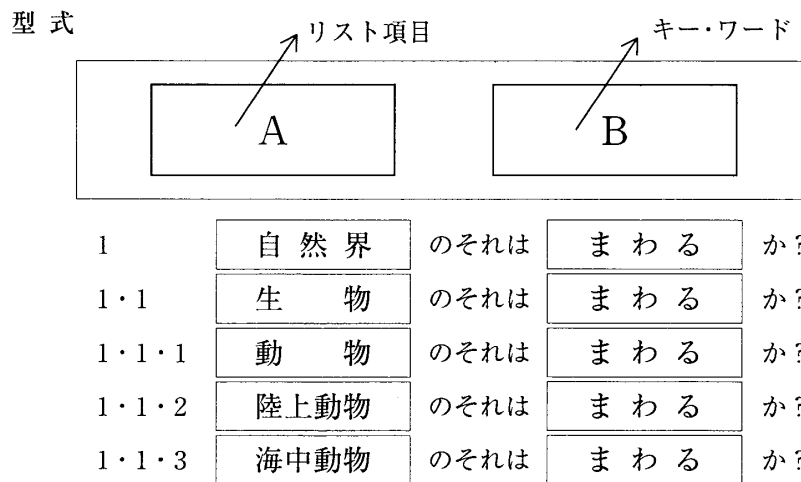 型式
リスト項目 キー・ワード
A B
1 自然界 のそれは まわる か?
1・1 生物 のそれは まわる か?
1・1・1 動物 のそれは まわる か?
1・1・2 陸上動物 のそれは まわる か?
1・1・3 海中動物 のそれは まわる か?